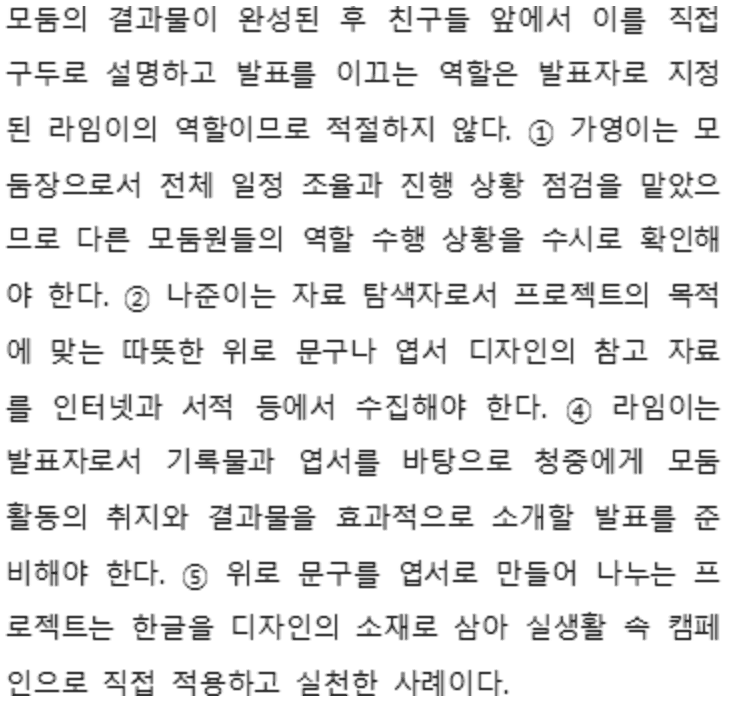 모둠의 결과물이 완성된 후 친구들 앞에서 이를 직접
구두로 설명하고 발표를 이끄는 역할은 발표자로 지정
된 라임이의 역할이므로 적절하지 않다. ① 가영이는 모
둠장으로서 전체 일정 조율과 진행 상황 점검을 맡았으
므로 다른 모둠원들의 역할 수행 상황을 수시로 확인해
야 한다. ② 나준이는 자료 탐색자로서 프로젝트의 목적
에 맞는 따뜻한 위로 문구나 엽서 디자인의 참고 자료
를 인터넷과 서적 등에서 수집해야 한다. ④ 라임이는
발표자로서 기록물과 엽서를 바탕으로 청중에게 모둠
활동의 취지와 결과물을 효과적으로 소개할 발표를 준
비해야 한다. ⑤ 위로 문구를 엽서로 만들어 나누는 프
로젝트는 한글을 디자인의 소재로 삼아 실생활 속 캠페
인으로 직접 적용하고 실천한 사례이다.